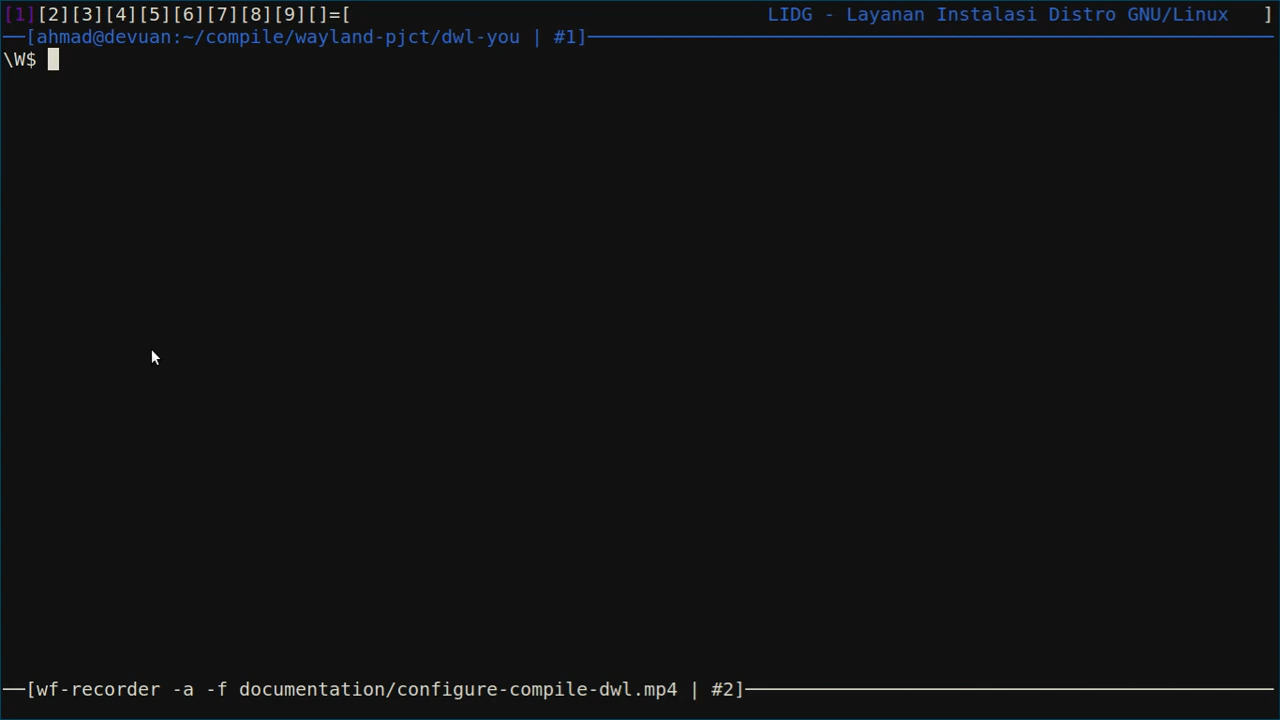 [1][2][3][4][5][6][7][8][9][]=[ LIDG - Layanan Instalasi Distro GNU/Linux ]
──[ahmad@devuan:~/compile/wayland-pjct/dwl-you | #1]──
\W$
──[wf-recorder -a -f documentation/configure-compile-dwl.mp4 | #2]──